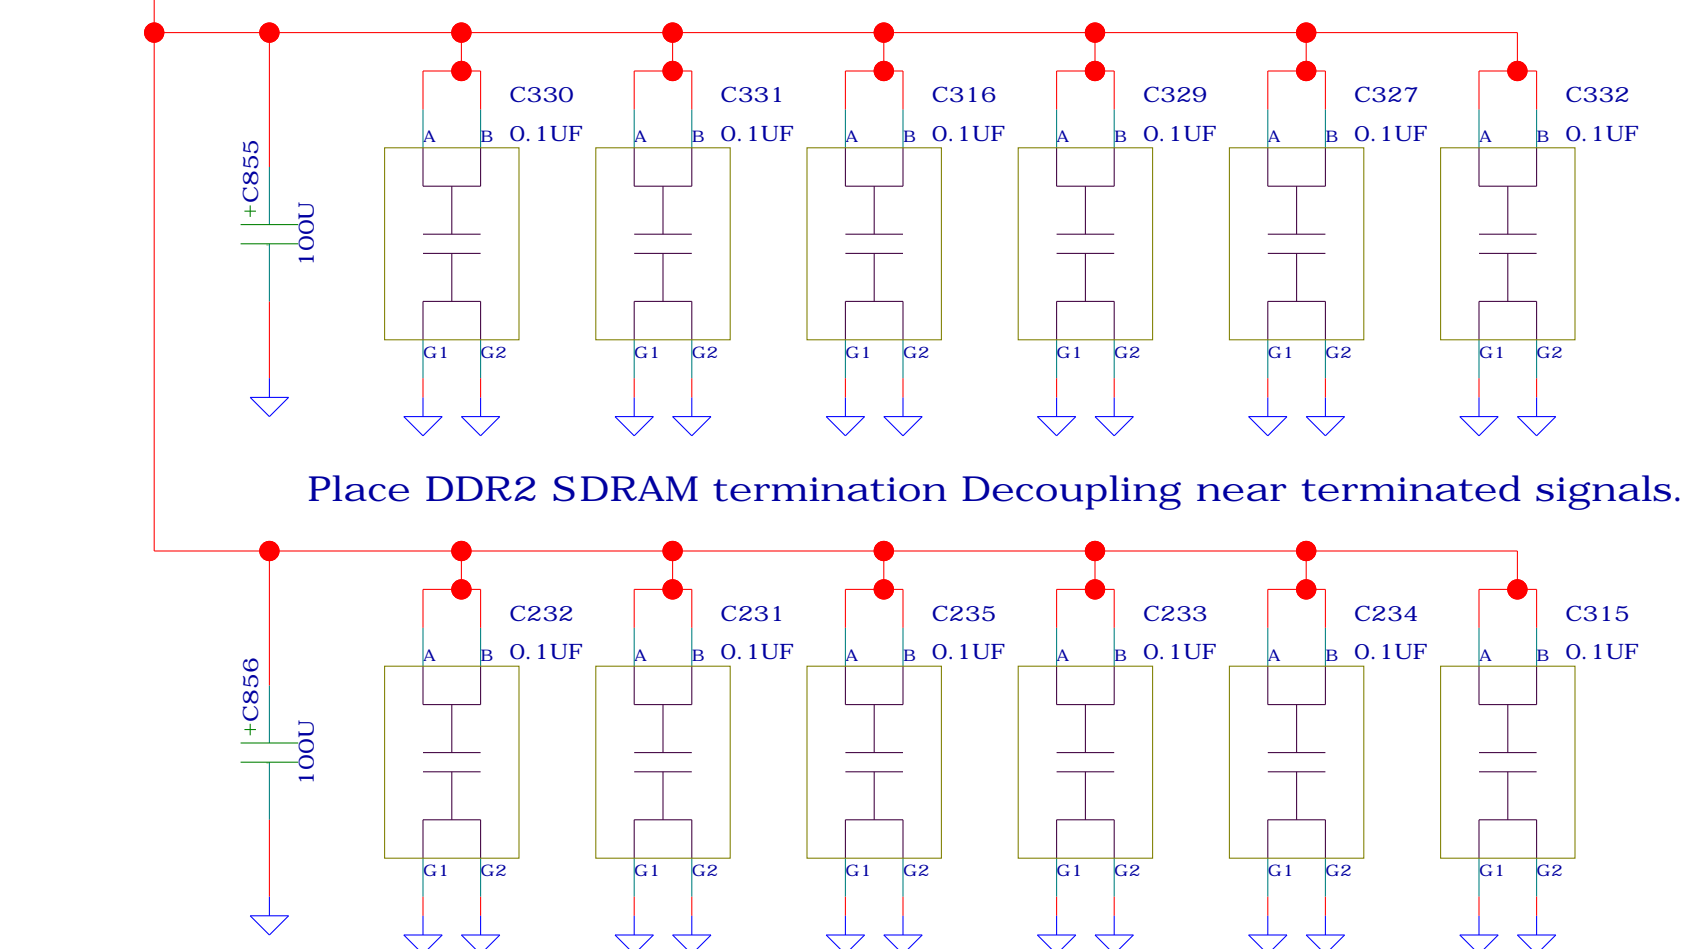 C330 C331 C316 C329 C327 C332
A B 0.1UF A B 0.1UF A B 0.1UF A B 0.1UF A B 0.1UF A B 0.1UF
+C855
100U
G1 G2 G1 G2 G1 G2 G1 G2 G1 G2 G1 G2
Place DDR2 SDRAM termination Decoupling near terminated signals.
C232 C231 C235 C233 C234 C315
A B 0.1UF A B 0.1UF A B 0.1UF A B 0.1UF A B 0.1UF A B 0.1UF
+C856
100U
G1 G2 G1 G2 G1 G2 G1 G2 G1 G2 G1 G2